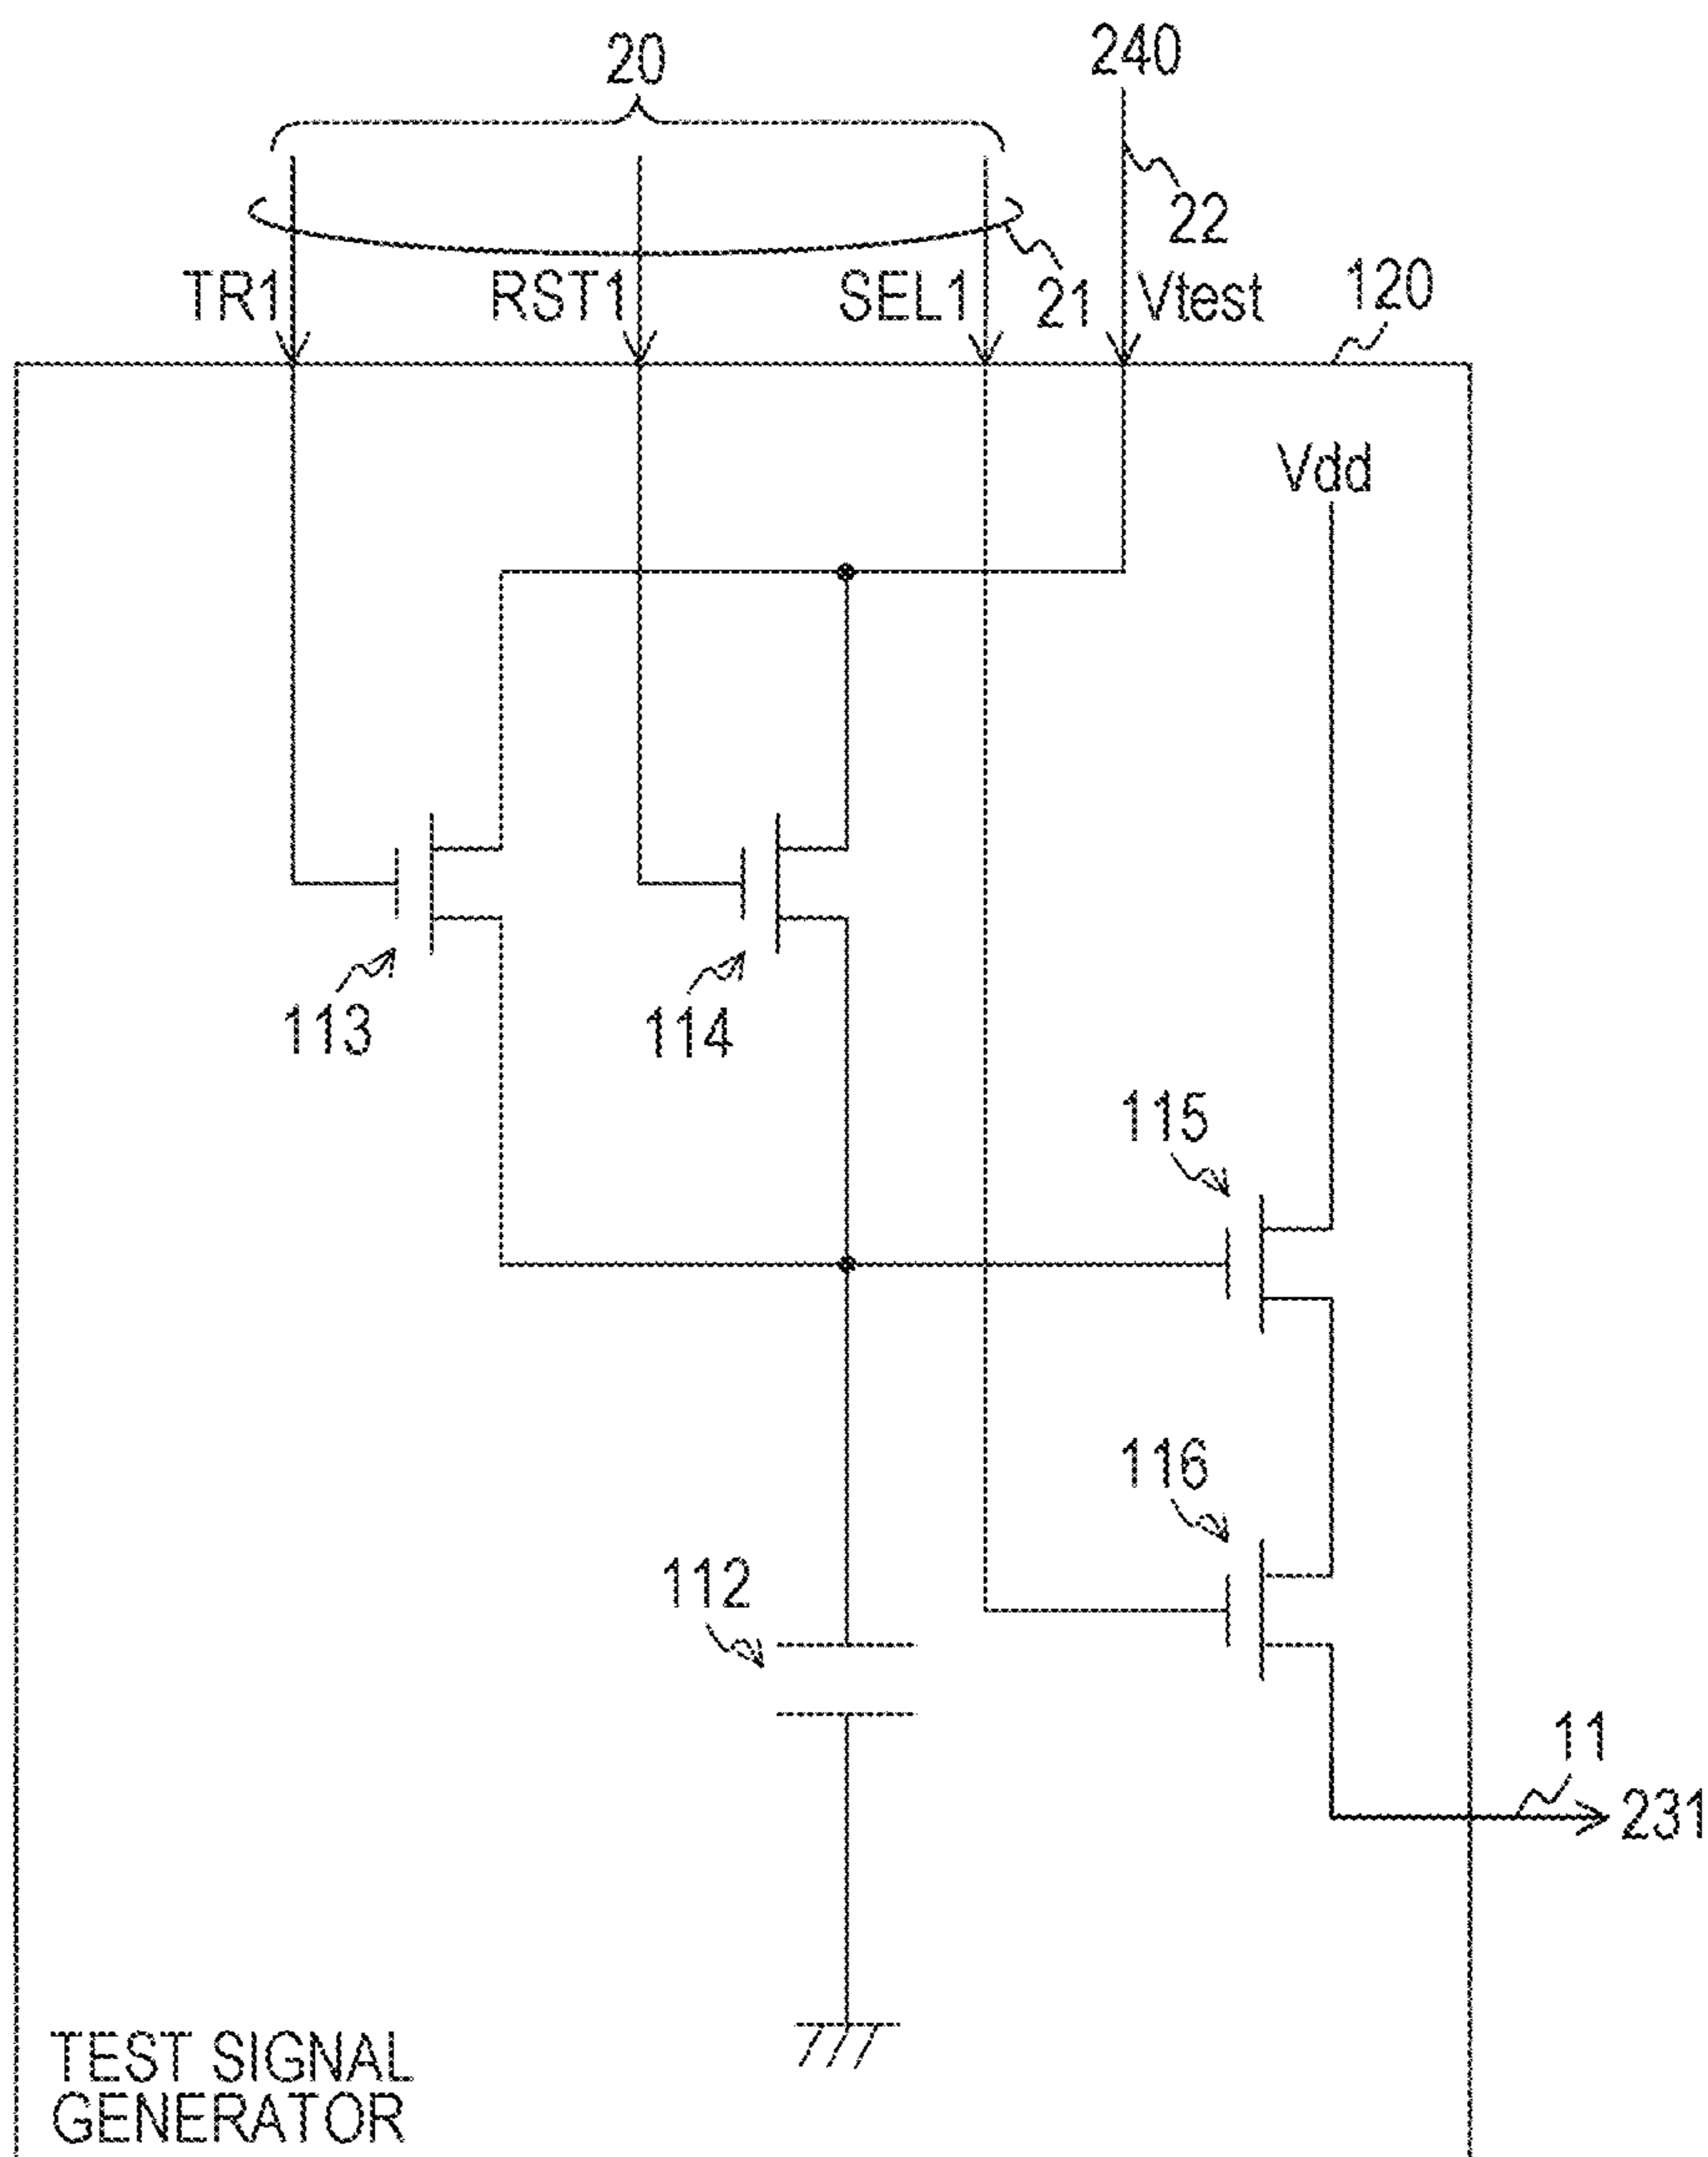 20
240
22
TR1
RST1
SEL1
21
Vtest
120
Vdd
113
114
115
116
112
11
231
TEST SIGNAL
GENERATOR